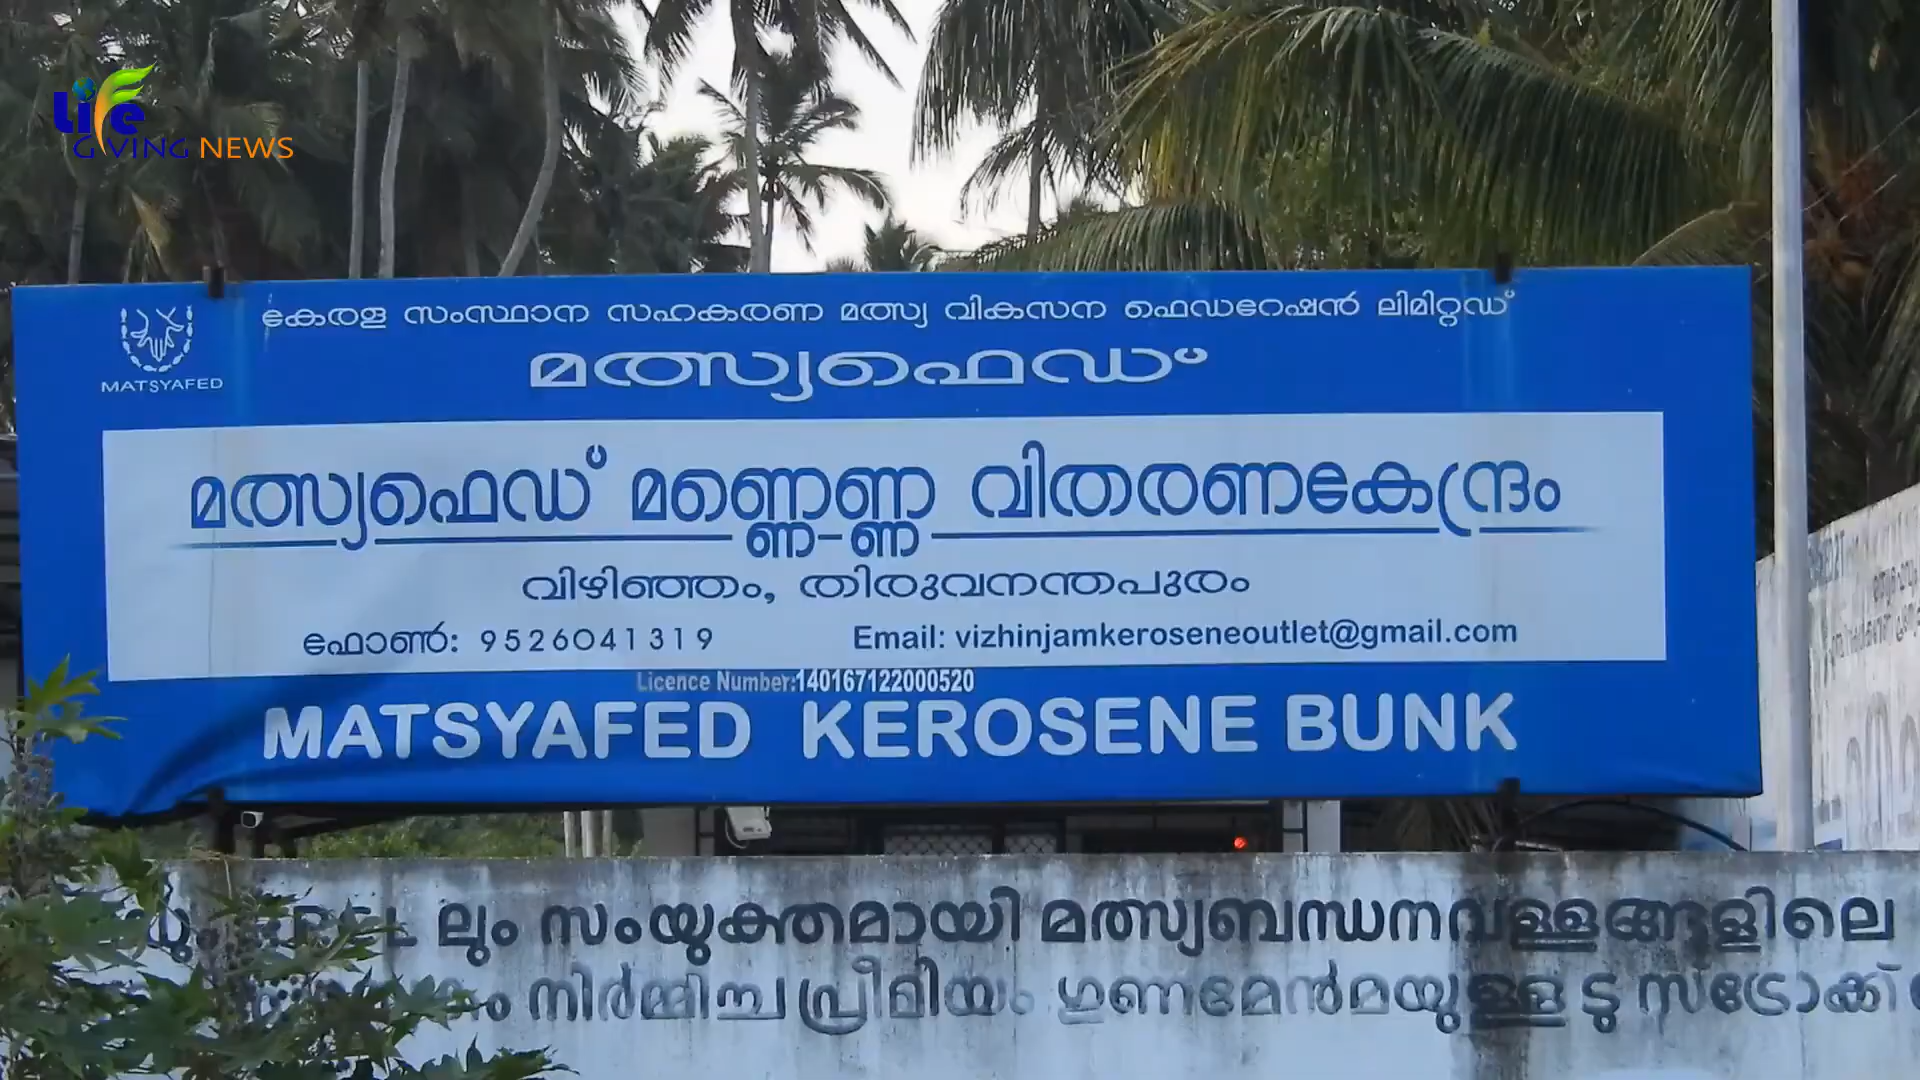 Life
GIVING NEWS
MATSYAFED
കേരള സംസ്ഥാന സഹകരണ മത്സ്യ വികസന ഫെഡറേഷൻ ലിമിറ്റഡ്
മത്സ്യഫെഡ്
മത്സ്യഫെഡ് മണ്ണെണ്ണ വിതരണകേന്ദ്രം
വിഴിഞ്ഞം, തിരുവനന്തപുരം
ഫോൺ: 9526041319 Email: vizhinjamkeroseneoutlet@gmail.com
Licence Number:140167122000520
MATSYAFED KEROSENE BUNK
ലും സംയുക്തമായി മത്സ്യബന്ധനവള്ളങ്ങളിലെ
നിർമ്മിച്ച പ്രീമിയം ഗുണമേൻമയുള്ള ടു സ്ട്രോക്ക്